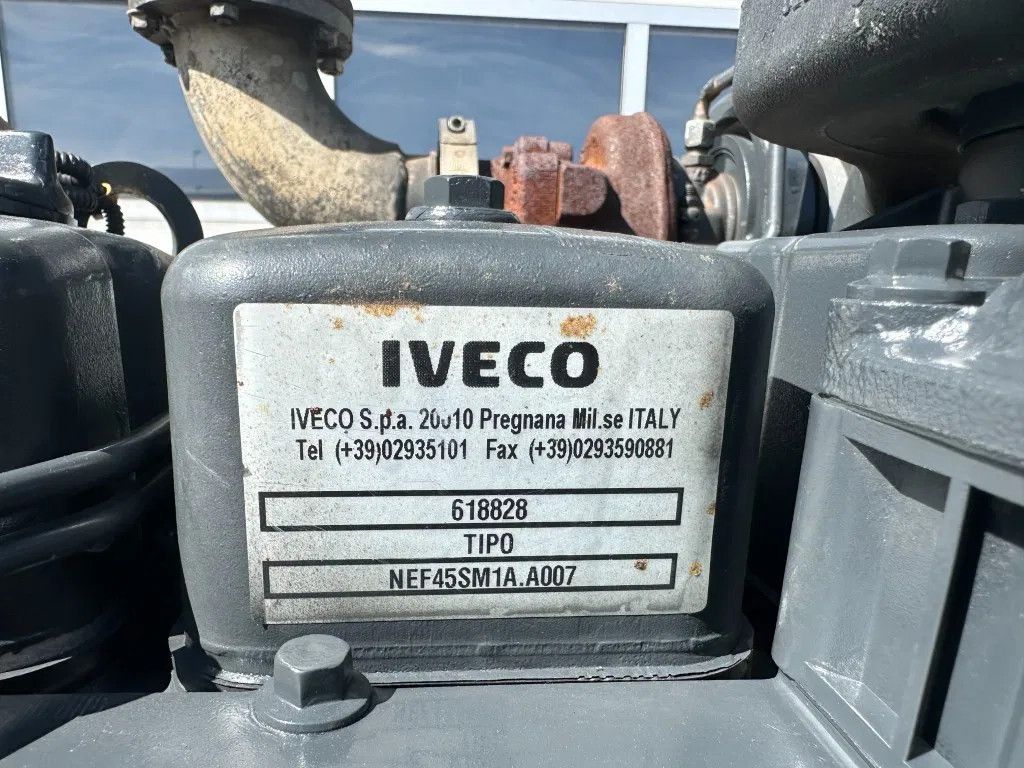 IVECO
IVECO S.p.a. 20010 Pregnana Mil.se ITALY
Tel (+39)02935101 Fax (+39)0293590881
618828
TIPO
NEF45SM1A.A007